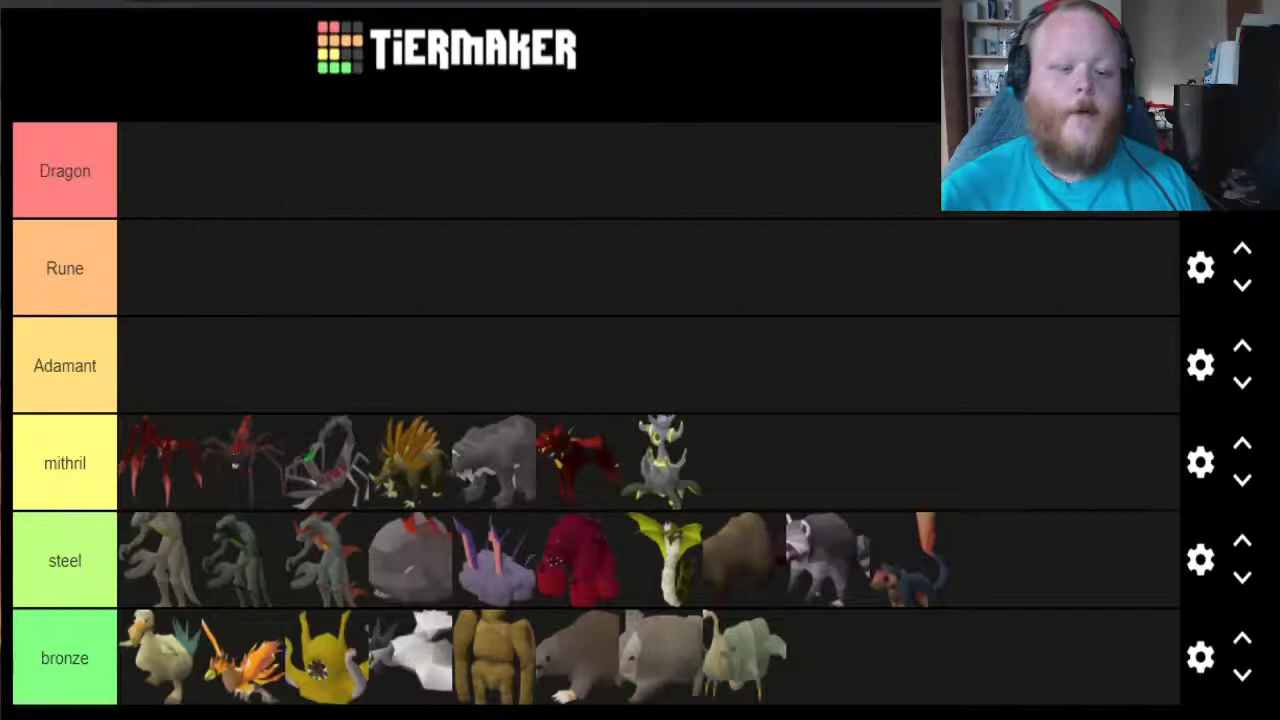 TiERMAKER
Dragon
Rune
Adamant
mithril
steel
bronze